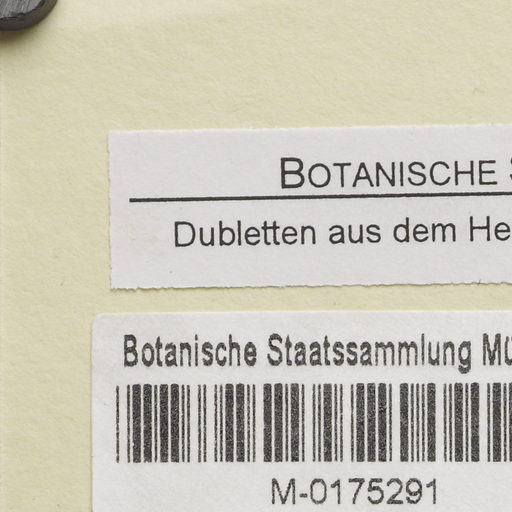 BOTANISCHE
Dubletten aus dem He
Botanische Staatssammlung Mü
M-0175291